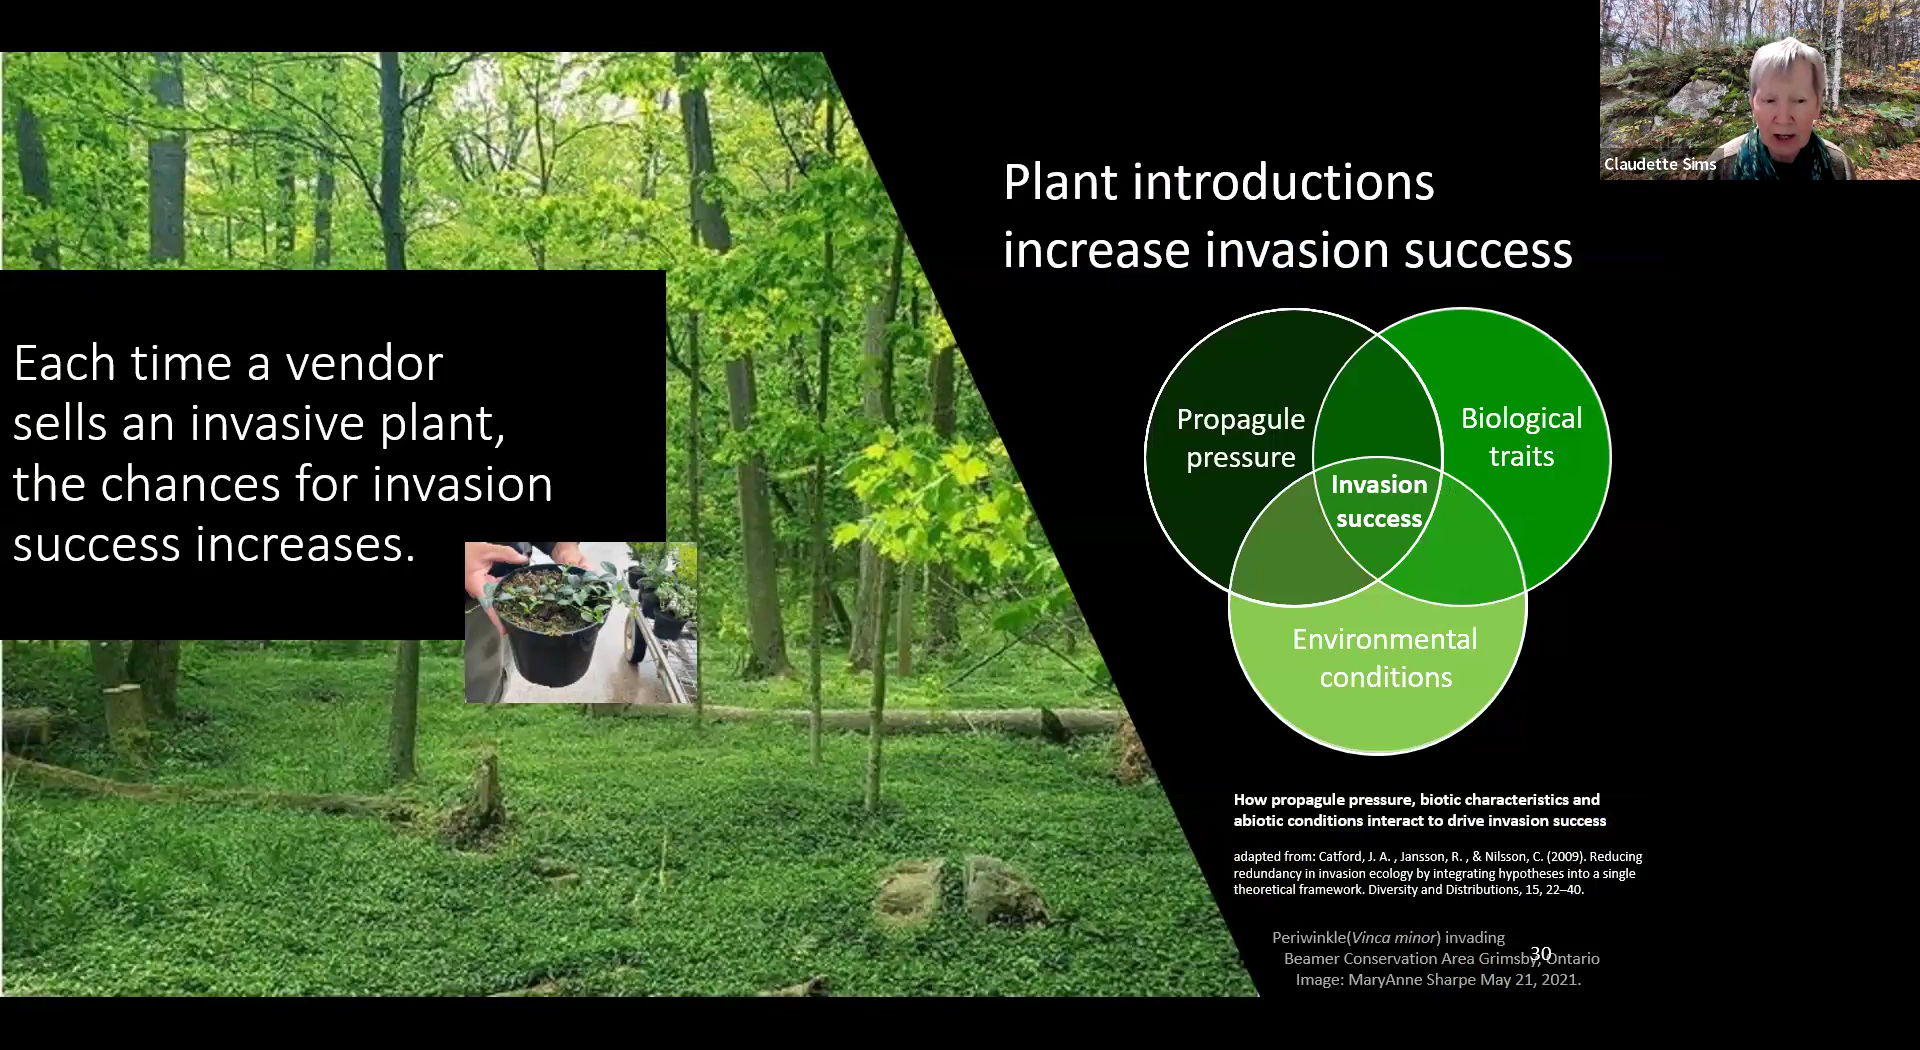 Each time a vendor
sells an invasive plant,
the chances for invasion
success increases.
Plant introductions
increase invasion success
Propagule
pressure
Biological
traits
Invasion
success
Environmental
conditions
How propagule pressure, biotic characteristics and
abiotic conditions interact to drive invasion success
adapted from: Catford, J. A. , Jansson, R. , & Nilsson, C. (2009). Reducing
redundancy in invasion ecology by integrating hypotheses into a single
theoretical framework. Diversity and Distributions, 15, 22–40.
Periwinkle(Vinca minor) invading
Beamer Conservation Area Grimsby, Ontario
Image: MaryAnne Sharpe May 21, 2021.
30
Claudette Sims